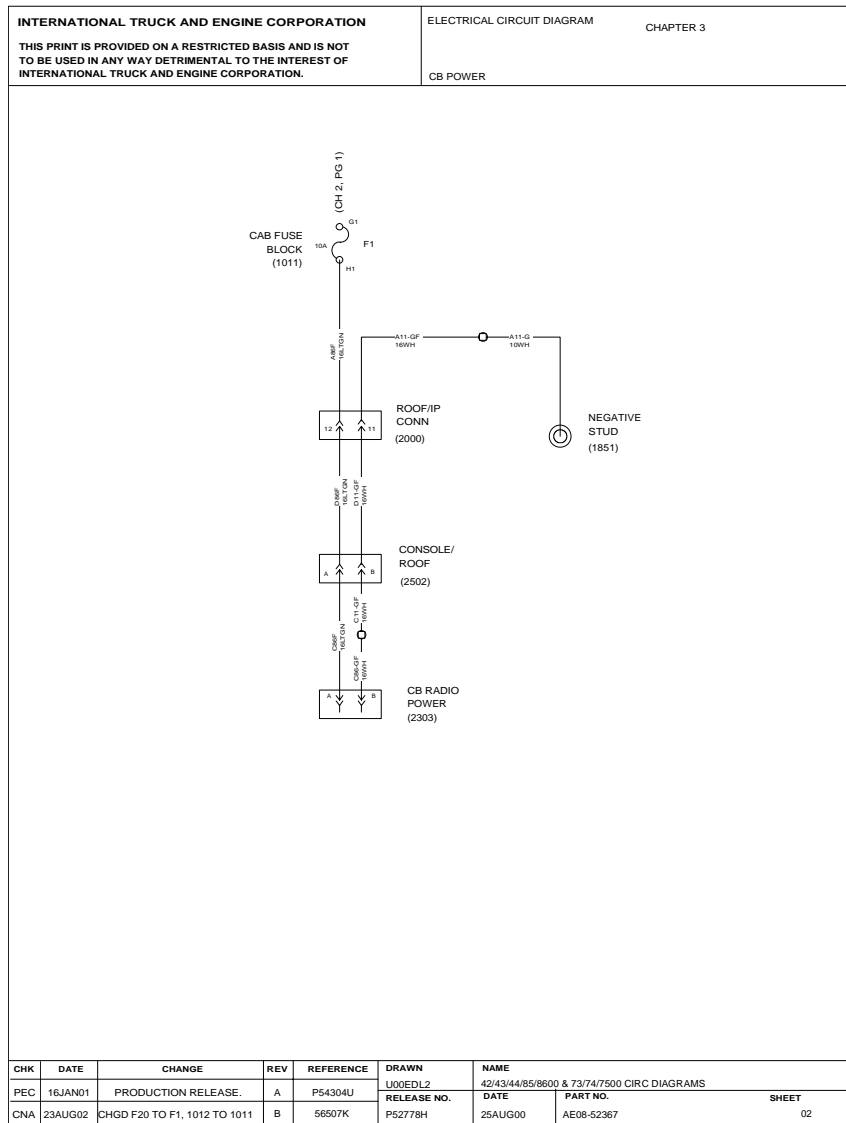 INTERNATIONAL TRUCK AND ENGINE CORPORATION
THIS PRINT IS PROVIDED ON A RESTRICTED BASIS AND IS NOT
TO BE USED IN ANY WAY DETRIMENTAL TO THE INTEREST OF
INTERNATIONAL TRUCK AND ENGINE CORPORATION.
ELECTRICAL CIRCUIT DIAGRAM
CHAPTER 3
CB POWER
(CH 2, PG 1)
G1
CAB FUSE
BLOCK
(1011)
10A
F1
H1
A86F
16LTGN
A11-GF
16WH
A11-G
10WH
ROOF/IP
CONN
(2000)
12
11
NEGATIVE
STUD
(1851)
D86F
16LTGN
D11-GF
16WH
CONSOLE/
ROOF
(2502)
A
B
C11-GF
16WH
C86F
16LTGN
C86-GF
16WH
CB RADIO
POWER
(2303)
A
B
CHK DATE CHANGE REV REFERENCE DRAWN NAME
U00EDL2 42/43/44/85/8600 & 73/74/7500 CIRC DIAGRAMS
PEC 16JAN01 PRODUCTION RELEASE. A P54304U RELEASE NO. DATE PART NO. SHEET
CNA 23AUG02 CHGD F20 TO F1, 1012 TO 1011 B 56507K P52778H 25AUG00 AE08-52367 02